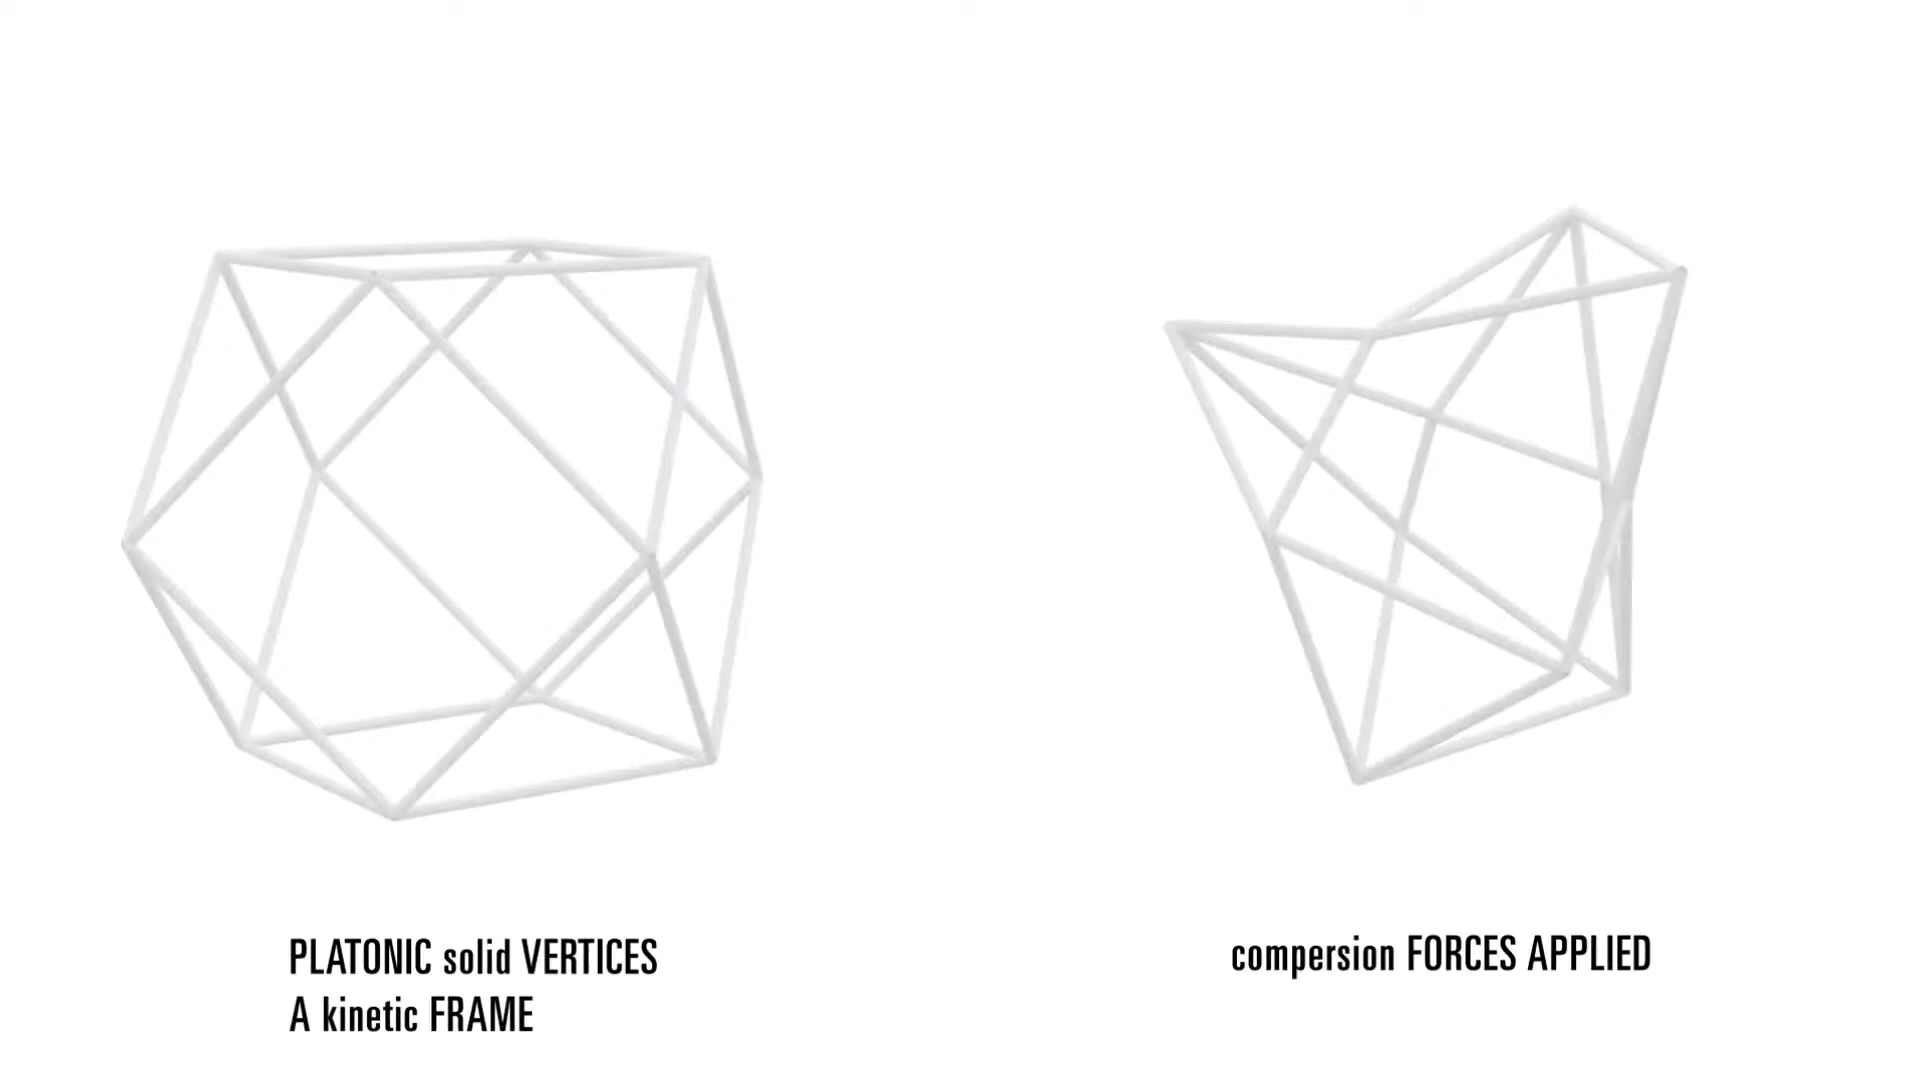 PLATONIC solid VERTICES
A kinetic FRAME
compersion FORCES APPLIED